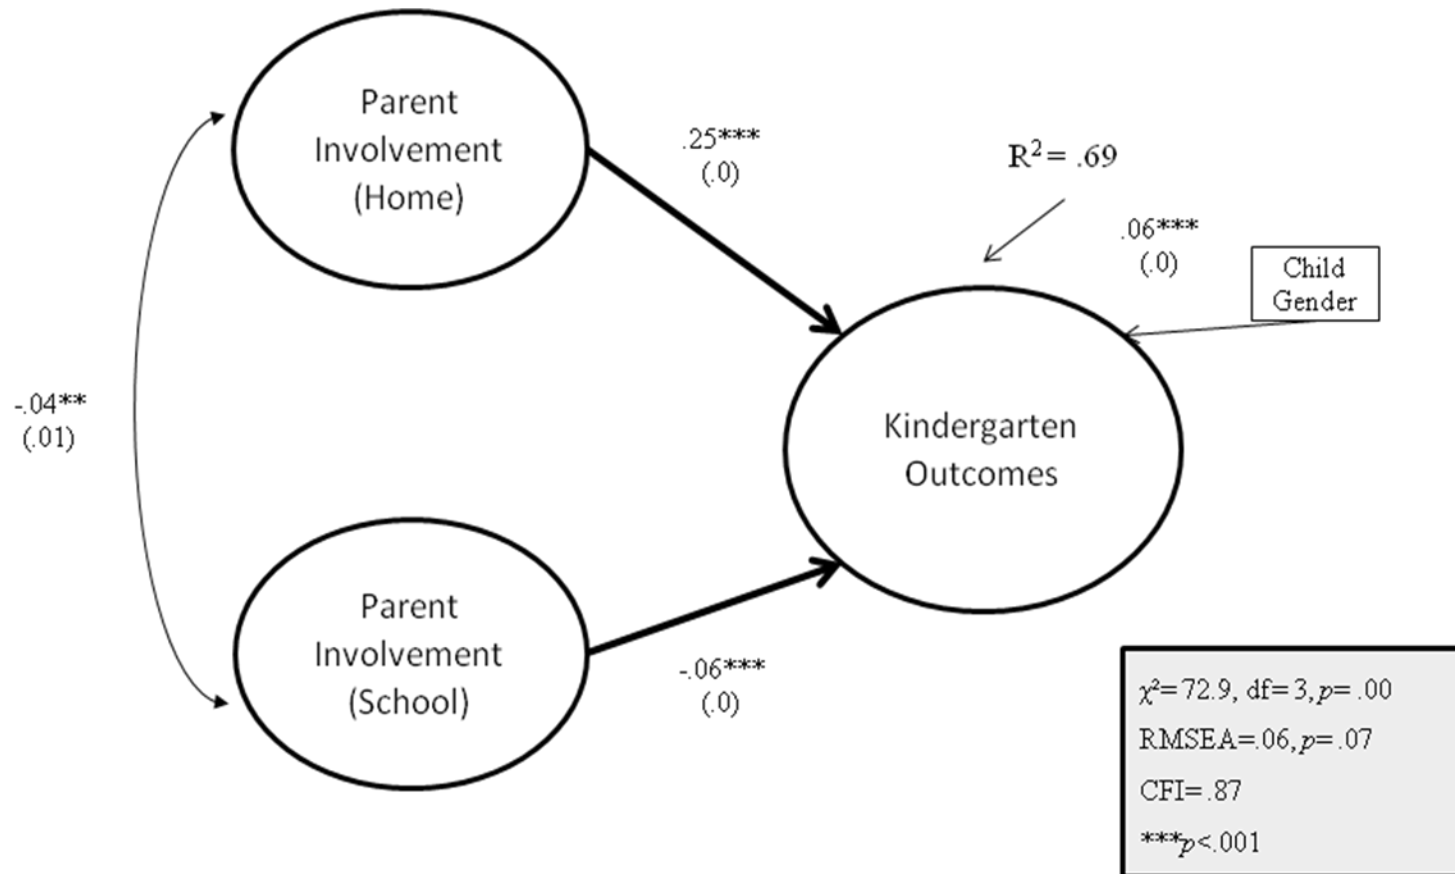 Parent
Involvement
(Home)
.25***
(.0)
R²= .69
.06***
(.0)
Child
Gender
-.04**
(.01)
Kindergarten
Outcomes
Parent
Involvement
(School)
-.06***
(.0)
χ²=72.9, df=3, p=.00
RMSEA=.06, p=.07
CFI=.87
***p<.001